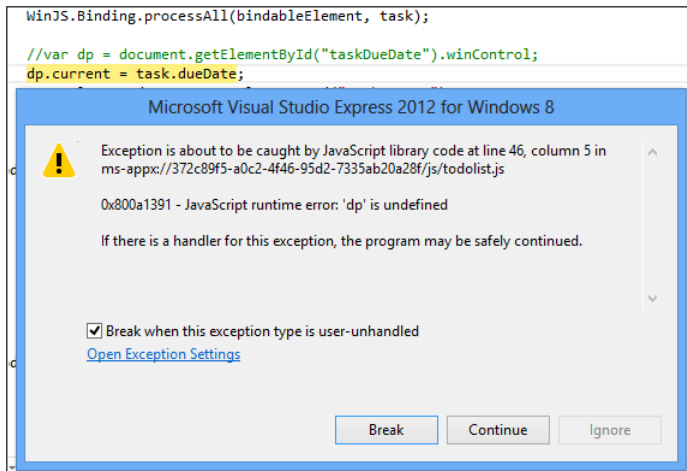 WinJS.Binding.processAll(bindableElement, task);
//var dp = document.getElementById("taskDueDate").winControl;
dp.current = task.dueDate;
Microsoft Visual Studio Express 2012 for Windows 8
Exception is about to be caught by JavaScript library code at line 46, column 5 in
ms-appx://372c89f5-a0c2-4f46-95d2-7335ab20a28f/js/todolist.js
0x800a1391 - JavaScript runtime error: 'dp' is undefined
If there is a handler for this exception, the program may be safely continued.
Break when this exception type is user-unhandled
Open Exception Settings
Break Continue Ignore